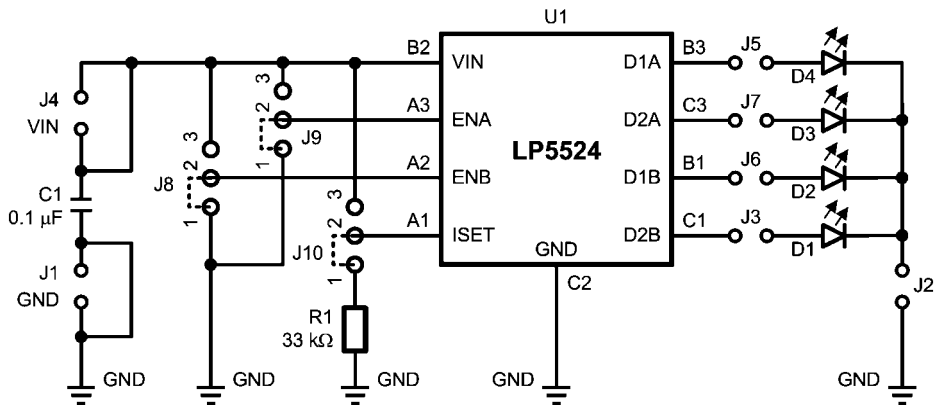 U1
B2 VIN D1A B3 J5
D4
J4
VIN
3 2 1 J9
A3 ENA D2A C3 J7
D3
LP5524
3 2 1 J8
A2 ENB D1B B1 J6
D2
C1
0.1 µF
3 2 1 J10
A1 ISET D2B C1 J3
D1
GND
C2
J1
GND
J2
R1
33 kΩ
GND GND GND GND GND